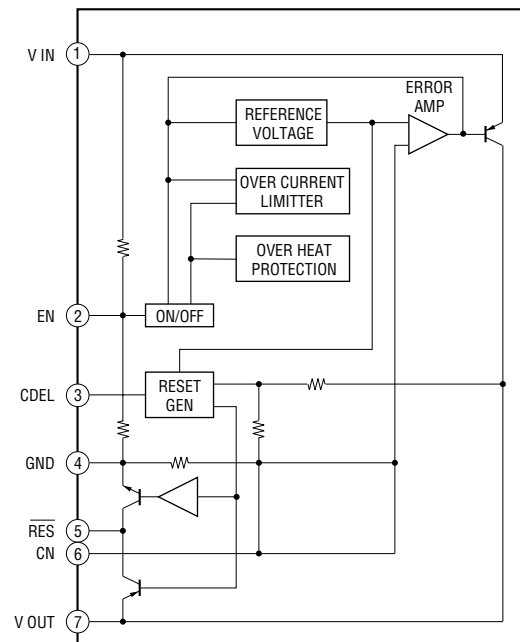 V IN
1
ERROR
AMP
REFERENCE
VOLTAGE
OVER CURRENT
LIMITTER
OVER HEAT
PROTECTION
EN
2
ON/OFF
CDEL
3
RESET
GEN
GND
4
RES
5
CN
6
V OUT
7